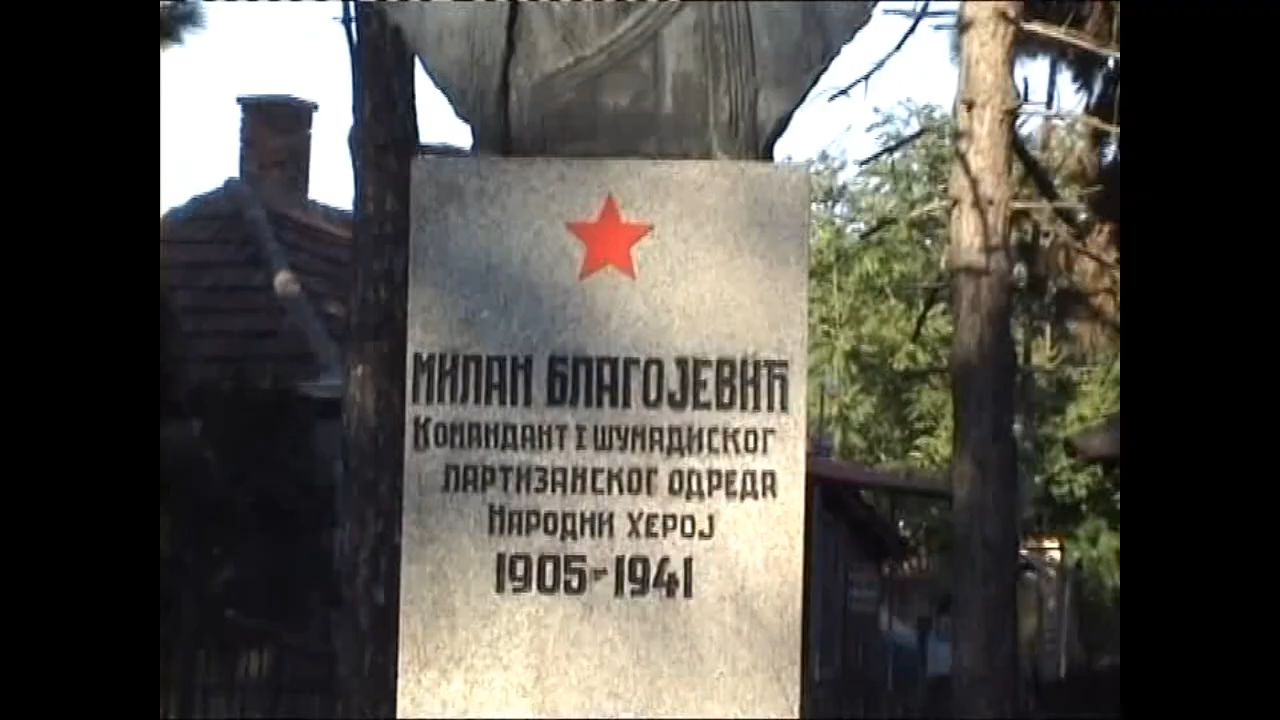 МИЛАН БЛАГОЈЕВИЋ
КОМАНДАНТ I ШУМАДИСКОГ
ПАРТИЗАНСКОГ ОДРЕДА
НАРОДНИ ХЕРОЈ
1905-1941